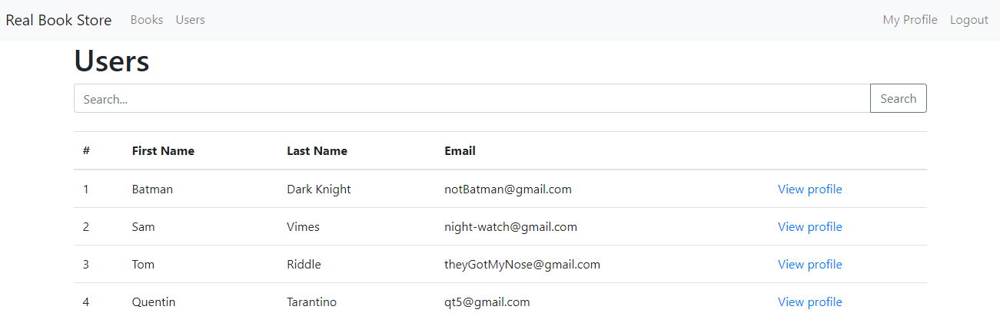 Real Book Store Books Users My Profile Logout
Users
Search... Search
# First Name Last Name Email
1 Batman Dark Knight notBatman@gmail.com View profile
2 Sam Vimes night-watch@gmail.com View profile
3 Tom Riddle theyGotMyNose@gmail.com View profile
4 Quentin Tarantino qt5@gmail.com View profile